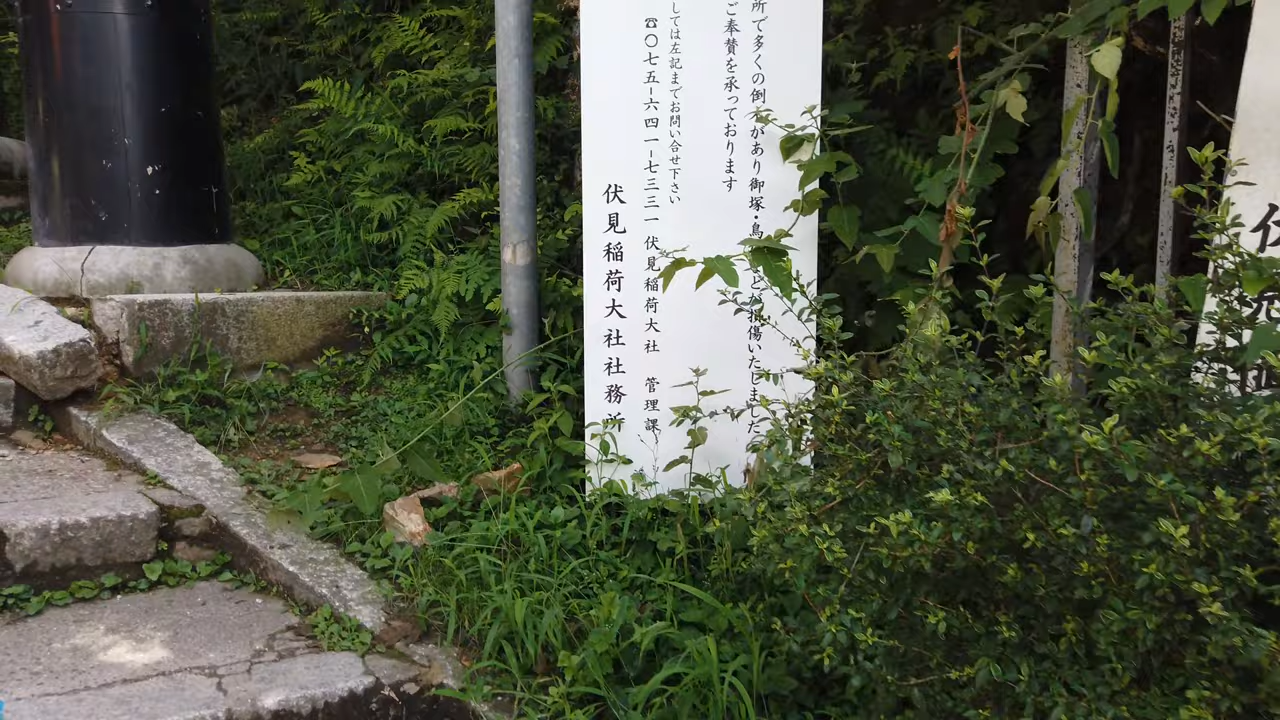 所で多くの倒木があり御塚・鳥 とが損傷いたしました
ご奉賛を承っております
しては左記までお問い合せ下さい
☎〇七五-六四一-七三三一 伏見稲荷大社 管理課
伏見稲荷大社社務所